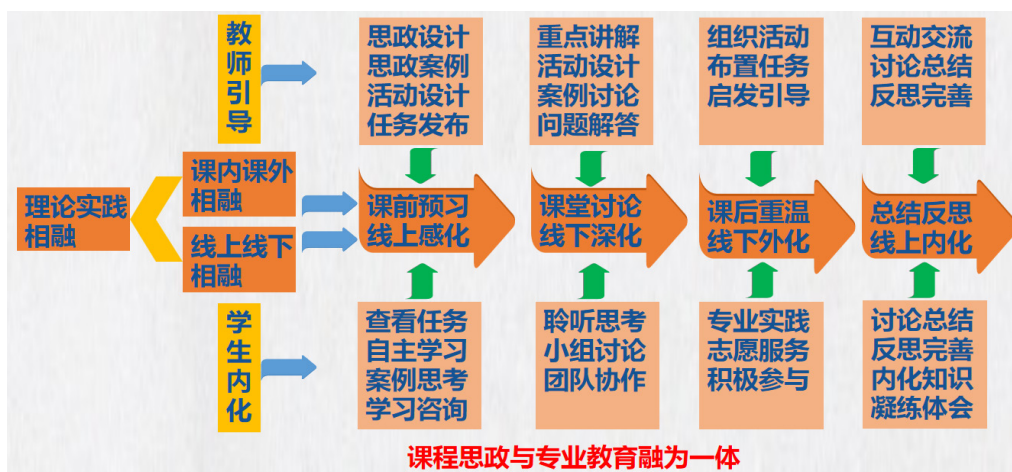 教师引导
思政设计
思政案例
活动设计
任务发布
重点讲解
活动设计
案例讨论
问题解答
组织活动
布置任务
启发引导
互动交流
讨论总结
反思完善
理论实践
相融
课内课外
相融
线上线下
相融
课前预习
线上感化
课堂讨论
线下深化
课后重温
线下外化
总结反思
线上内化
学生内化
查看任务
自主学习
案例思考
学习咨询
聆听思考
小组讨论
团队协作
专业实践
志愿服务
积极参与
讨论总结
反思完善
内化知识
凝练体会
课程思政与专业教育融为一体